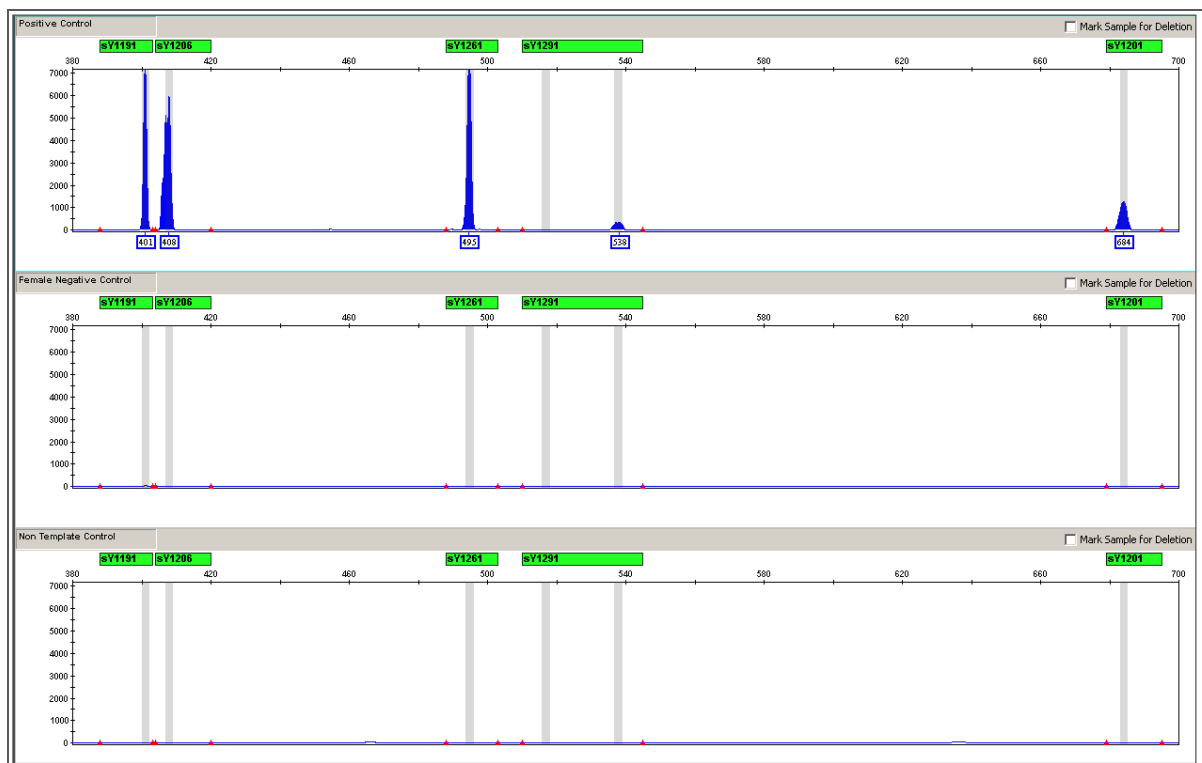 Positive Control Mark Sample for Deletion
sY1191 sY1206 sY1261 sY1291 sY1201
380 420 460 500 540 580 620 660 700
7000
6000
5000
4000
3000
2000
1000
0
401 408 495 538 684
Female Negative Control Mark Sample for Deletion
sY1191 sY1206 sY1261 sY1291 sY1201
380 420 460 500 540 580 620 660 700
7000
6000
5000
4000
3000
2000
1000
0
Non Template Control Mark Sample for Deletion
sY1191 sY1206 sY1261 sY1291 sY1201
380 420 460 500 540 580 620 660 700
7000
6000
5000
4000
3000
2000
1000
0